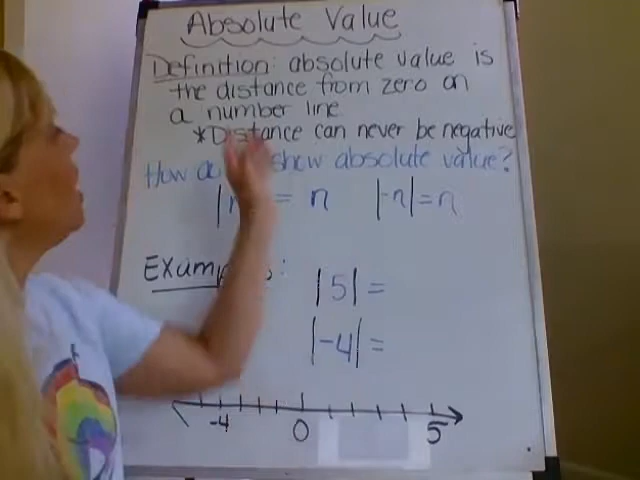 Absolute Value
Definition: absolute value is
the distance from zero on
a number line
*Distance can never be negative
How show absolute value?
= n |-n|=n
Examples:
|5|=
|-4|=
-4 0 5